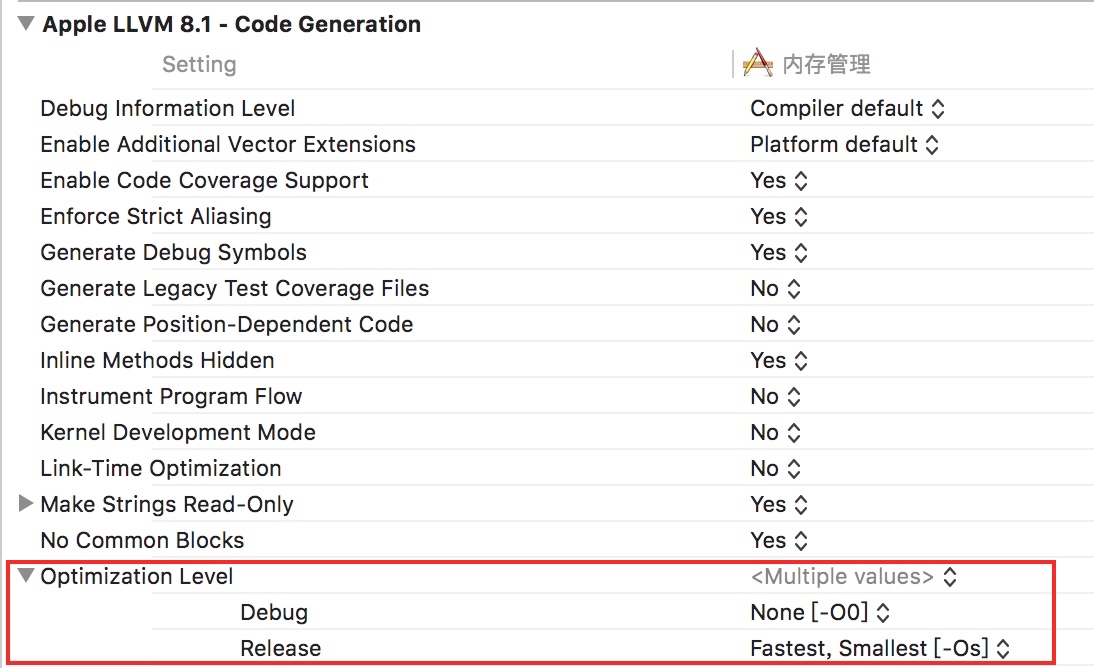 Apple LLVM 8.1 - Code Generation
Setting 内存管理
Debug Information Level Compiler default
Enable Additional Vector Extensions Platform default
Enable Code Coverage Support Yes
Enforce Strict Aliasing Yes
Generate Debug Symbols Yes
Generate Legacy Test Coverage Files No
Generate Position-Dependent Code No
Inline Methods Hidden Yes
Instrument Program Flow No
Kernel Development Mode No
Link-Time Optimization No
Make Strings Read-Only Yes
No Common Blocks Yes
Optimization Level <Multiple values>
Debug None [-O0]
Release Fastest, Smallest [-Os]